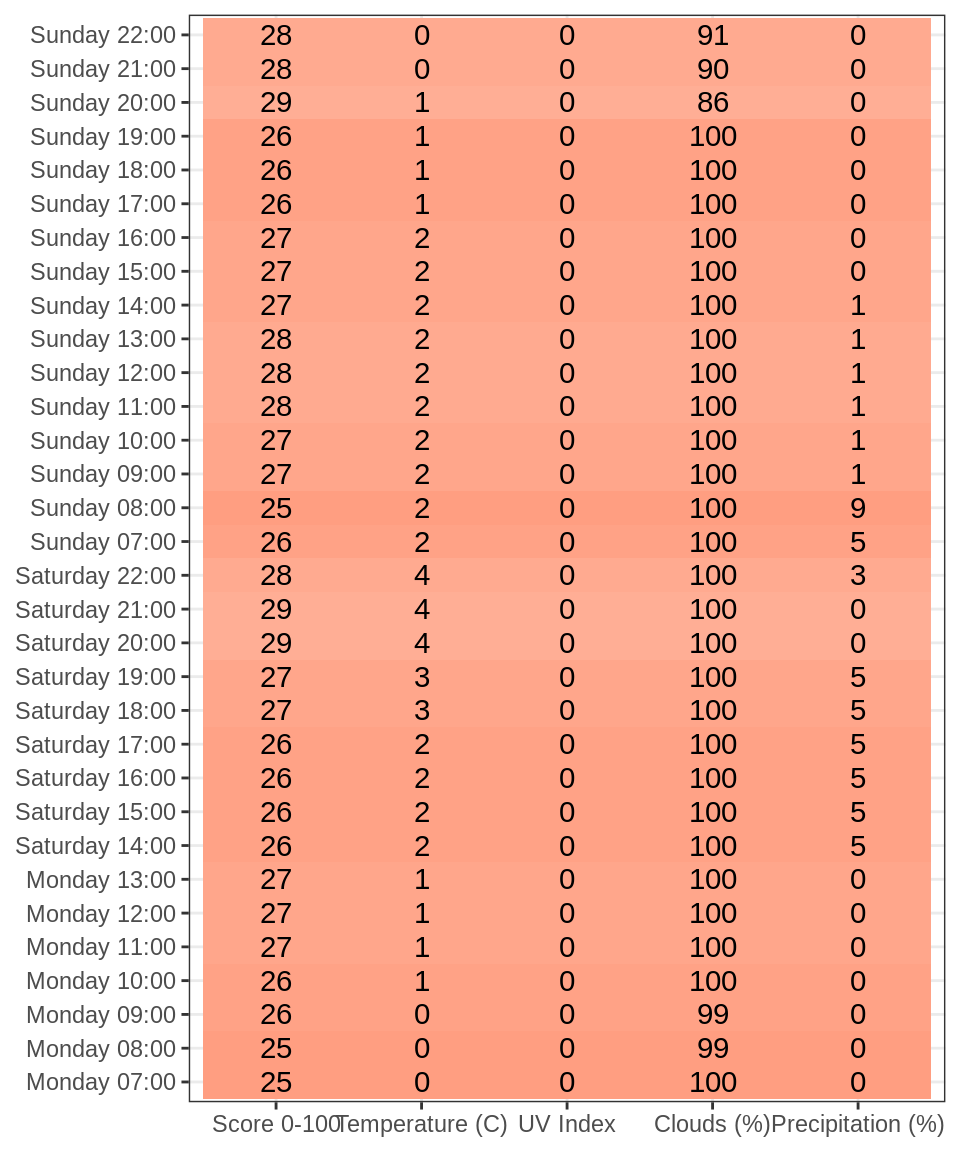 Sunday 22:00 28 0 0 91 0
Sunday 21:00 28 0 0 90 0
Sunday 20:00 29 1 0 86 0
Sunday 19:00 26 1 0 100 0
Sunday 18:00 26 1 0 100 0
Sunday 17:00 26 1 0 100 0
Sunday 16:00 27 2 0 100 0
Sunday 15:00 27 2 0 100 0
Sunday 14:00 27 2 0 100 1
Sunday 13:00 28 2 0 100 1
Sunday 12:00 28 2 0 100 1
Sunday 11:00 28 2 0 100 1
Sunday 10:00 27 2 0 100 1
Sunday 09:00 27 2 0 100 1
Sunday 08:00 25 2 0 100 9
Sunday 07:00 26 2 0 100 5
Saturday 22:00 28 4 0 100 3
Saturday 21:00 29 4 0 100 0
Saturday 20:00 29 4 0 100 0
Saturday 19:00 27 3 0 100 5
Saturday 18:00 27 3 0 100 5
Saturday 17:00 26 2 0 100 5
Saturday 16:00 26 2 0 100 5
Saturday 15:00 26 2 0 100 5
Saturday 14:00 26 2 0 100 5
Monday 13:00 27 1 0 100 0
Monday 12:00 27 1 0 100 0
Monday 11:00 27 1 0 100 0
Monday 10:00 26 1 0 100 0
Monday 09:00 26 0 0 99 0
Monday 08:00 25 0 0 99 0
Monday 07:00 25 0 0 100 0
Score 0-100 Temperature (C) UV Index Clouds (%) Precipitation (%)